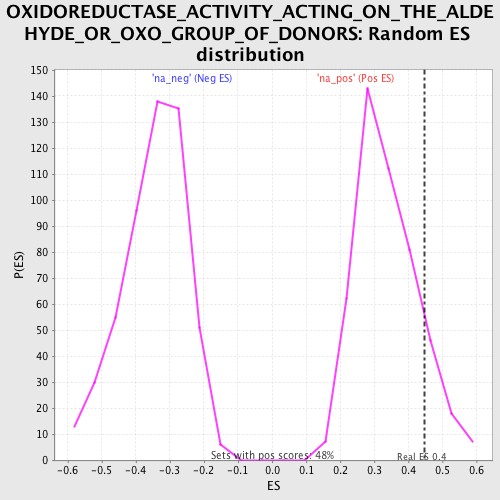 OXIDOREDUCTASE_ACTIVITY_ACTING_ON_THE_ALDE
HYDE_OR_OXO_GROUP_OF_DONORS: Random ES
distribution
'na_neg' (Neg ES) 'na_pos' (Pos ES)
150
140
130
120
110
100
90
80
70
60
50
40
30
20
10
0
P(ES)
Sets with pos scores: 48%
Real ES 0.4
-0.6 -0.5 -0.4 -0.3 -0.2 -0.1 0.0 0.1 0.2 0.3 0.4 0.5 0.6
ES